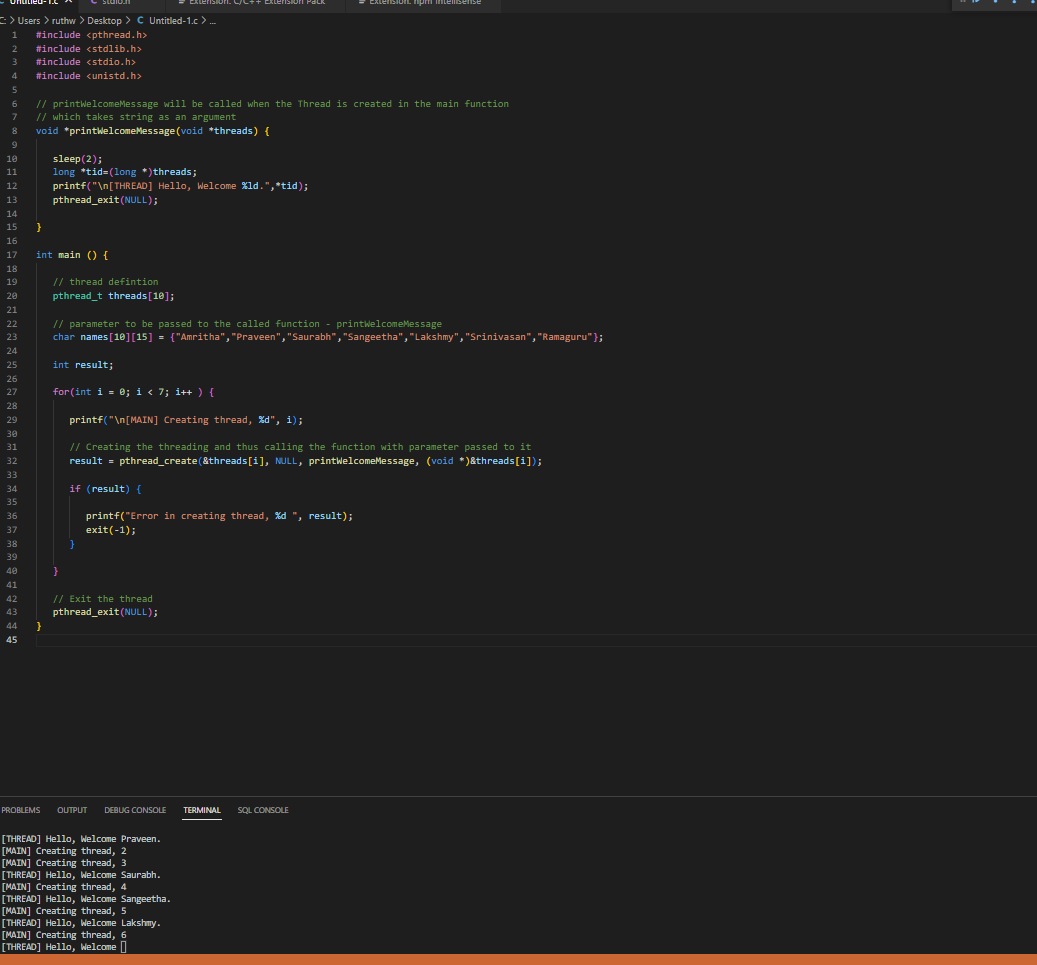 Untitled-1.c
stdio.h
Extension: C/C++ Extension Pack
Extension: npm Intellisense
C: > Users > ruthw > Desktop > C Untitled-1.c > ...
1 #include <pthread.h>
2 #include <stdlib.h>
3 #include <stdio.h>
4 #include <unistd.h>
5
6 // printWelcomeMessage will be called when the Thread is created in the main function
7 // which takes string as an argument
8 void *printWelcomeMessage(void *threads) {
9
10 sleep(2);
11 long *tid=(long *)threads;
12 printf("\n[THREAD] Hello, Welcome %ld.",*tid);
13 pthread_exit(NULL);
14
15 }
16
17 int main () {
18
19 // thread defintion
20 pthread_t threads[10];
21
22 // parameter to be passed to the called function - printWelcomeMessage
23 char names[10][15] = {"Amritha","Praveen","Saurabh","Sangeetha","Lakshmy","Srinivasan","Ramaguru"};
24
25 int result;
26
27 for(int i = 0; i < 7; i++ ) {
28
29 printf("\n[MAIN] Creating thread, %d", i);
30
31 // Creating the threading and thus calling the function with parameter passed to it
32 result = pthread_create(&threads[i], NULL, printWelcomeMessage, (void *)&threads[i]);
33
34 if (result) {
35
36 printf("Error in creating thread, %d ", result);
37 exit(-1);
38 }
39
40 }
41
42 // Exit the thread
43 pthread_exit(NULL);
44 }
45
PROBLEMS OUTPUT DEBUG CONSOLE TERMINAL SQL CONSOLE
[THREAD] Hello, Welcome Praveen.
[MAIN] Creating thread, 2
[MAIN] Creating thread, 3
[THREAD] Hello, Welcome Saurabh.
[MAIN] Creating thread, 4
[THREAD] Hello, Welcome Sangeetha.
[MAIN] Creating thread, 5
[THREAD] Hello, Welcome Lakshmy.
[MAIN] Creating thread, 6
[THREAD] Hello, Welcome